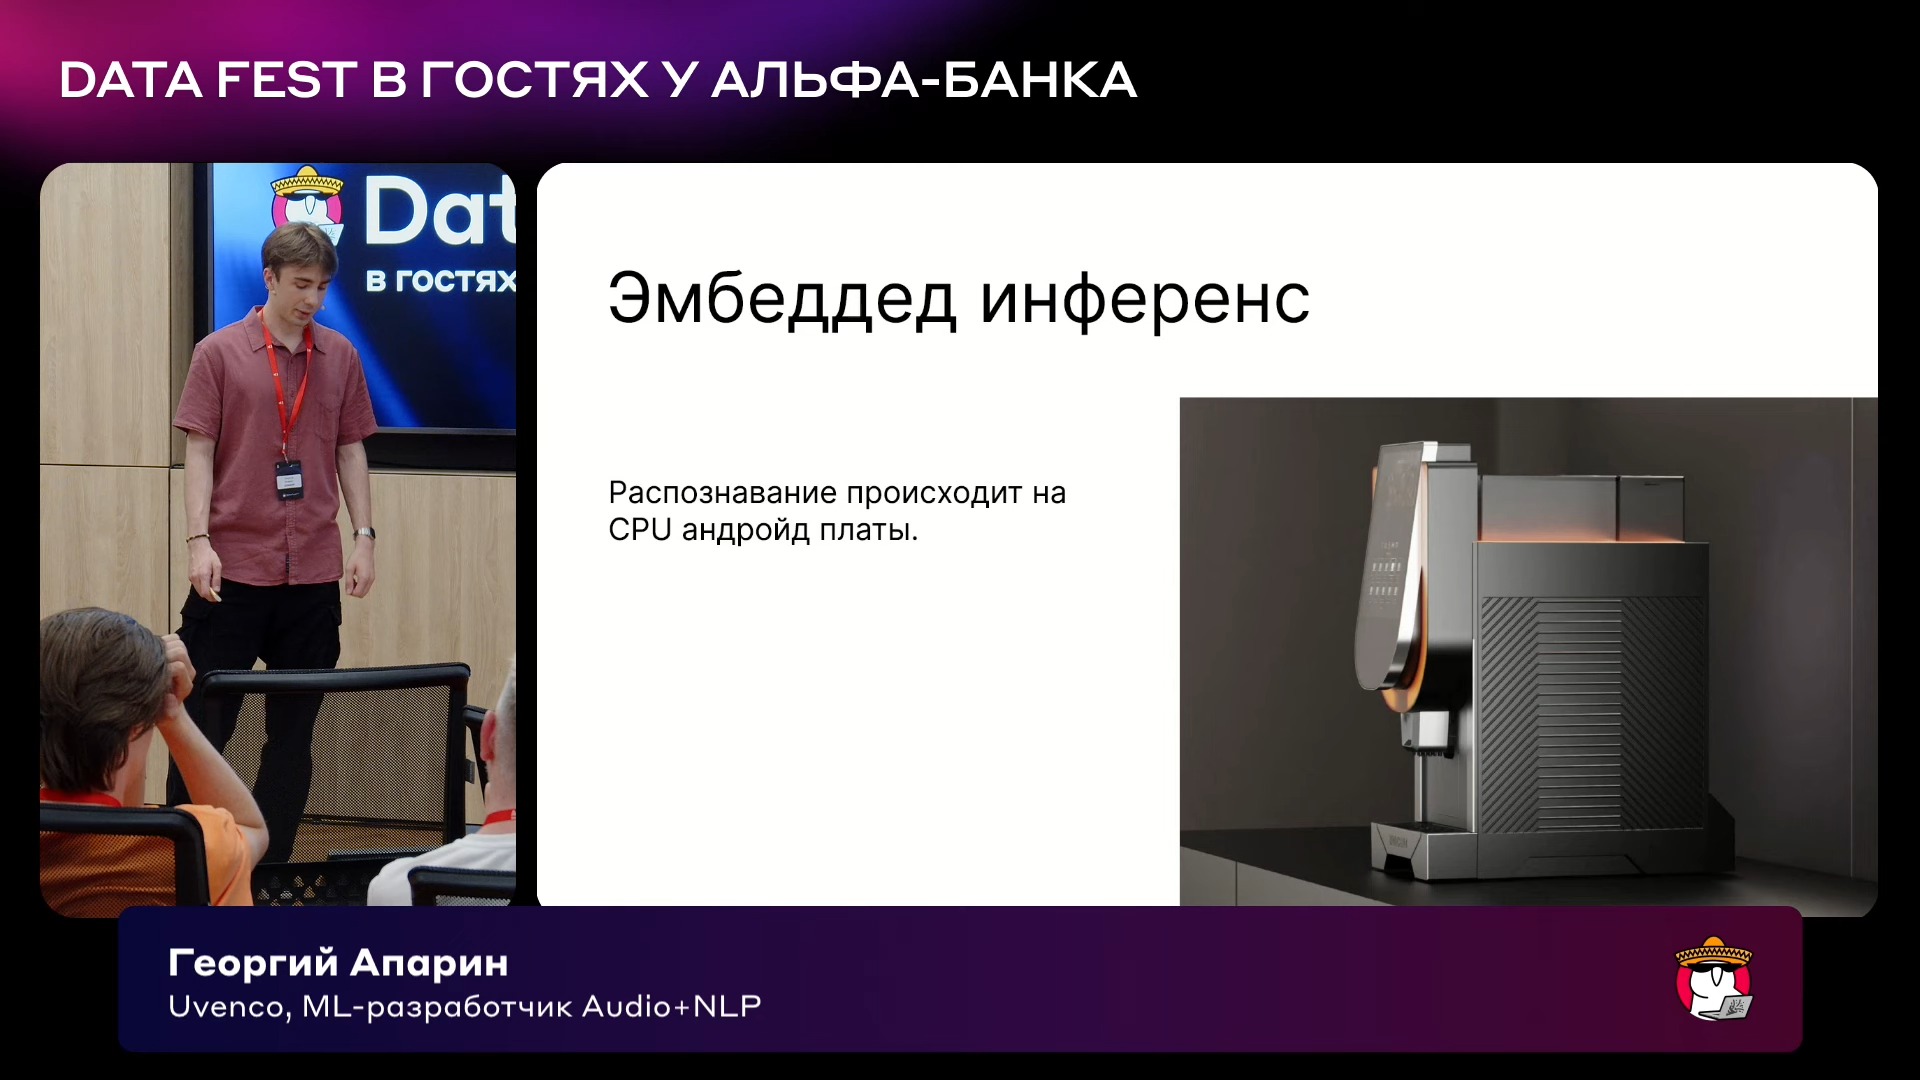 DATA FEST В ГОСТЯХ У АЛЬФА-БАНКА
Dat
в гостях
Эмбеддед инференс
Распознавание происходит на
CPU андройд платы.
Георгий Апарин
Uvenco, ML-разработчик Audio+NLP